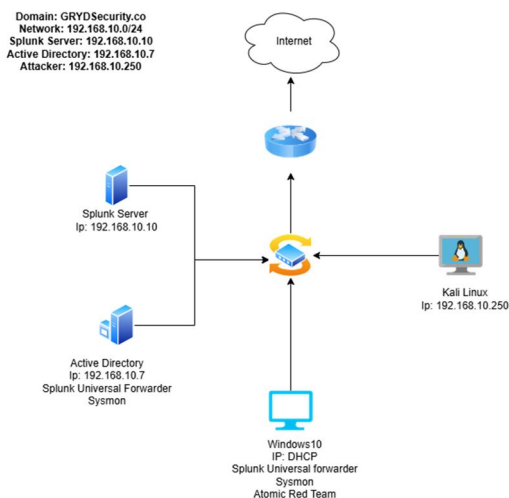 Domain: GRYDSecurity.co
Network: 192.168.10.0/24
Splunk Server: 192.168.10.10
Active Directory: 192.168.10.7
Attacker: 192.168.10.250
Internet
Splunk Server
Ip: 192.168.10.10
Kali Linux
Ip: 192.168.10.250
Active Directory
Ip: 192.168.10.7
Splunk Universal Forwarder
Sysmon
Windows10
IP: DHCP
Splunk Universal forwarder
Sysmon
Atomic Red Team